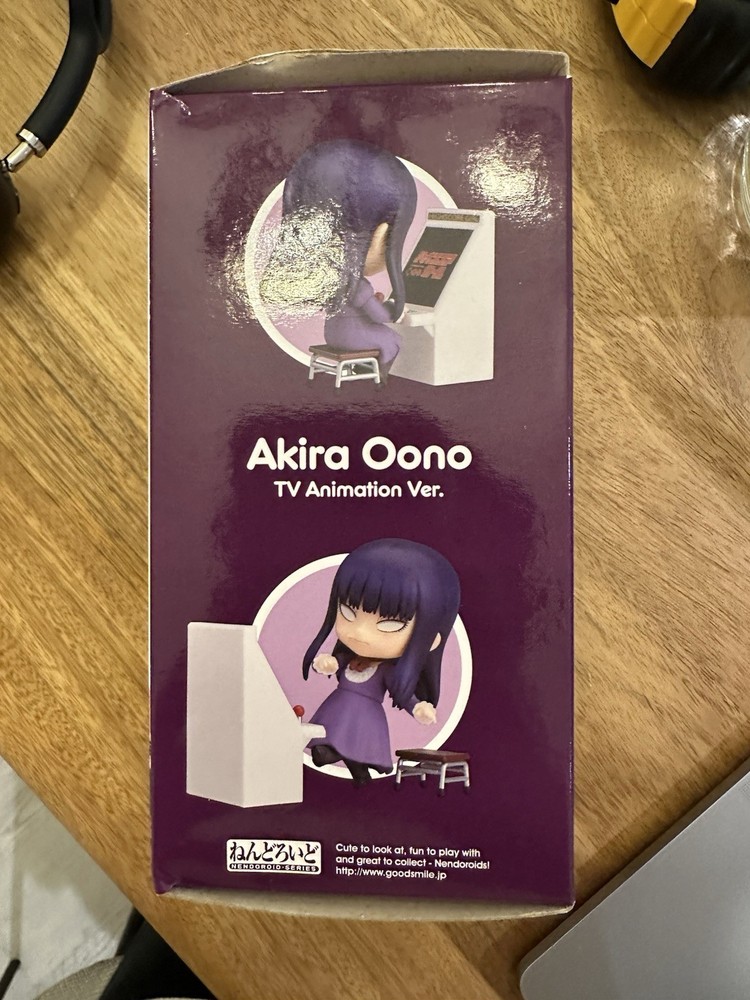 Akira Oono
TV Animation Ver.
ねんどろいど
NENDOROID-SERIES
Cute to look at, fun to play with
and great to collect - Nendoroids!
http://www.goodsmile.jp